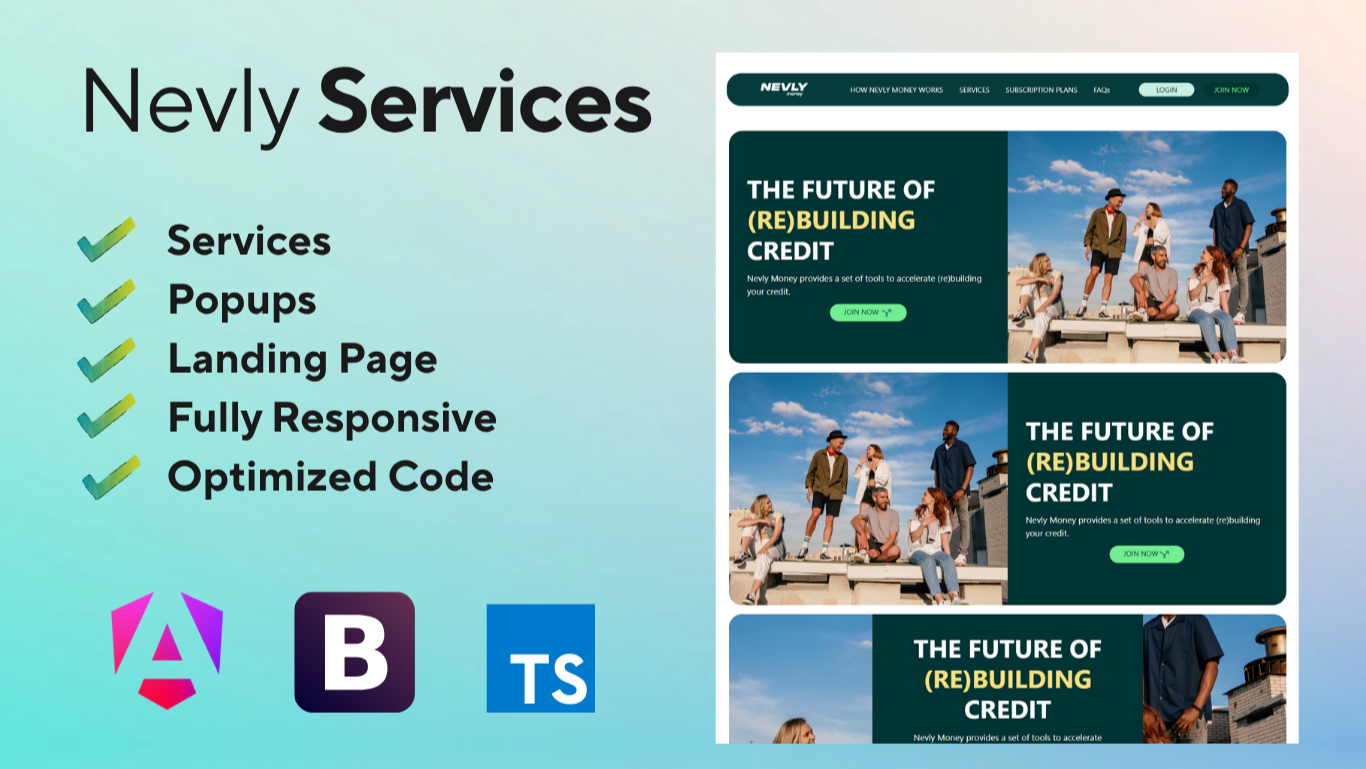 Nevly Services
Services
Popups
Landing Page
Fully Responsive
Optimized Code
B
TS
NEVLY
money
HOW NEVLY MONEY WORKS
SERVICES
SUBSCRIPTION PLANS
FAQs
LOGIN
JOIN NOW
THE FUTURE OF
(RE)BUILDING
CREDIT
Nevly Money provides a set of tools to accelerate (re)building
your credit.
JOIN NOW
THE FUTURE OF
(RE)BUILDING
CREDIT
Nevly Money provides a set of tools to accelerate (re)building
your credit.
JOIN NOW
THE FUTURE OF
(RE)BUILDING
CREDIT
Nevly Money provides a set of tools to accelerate